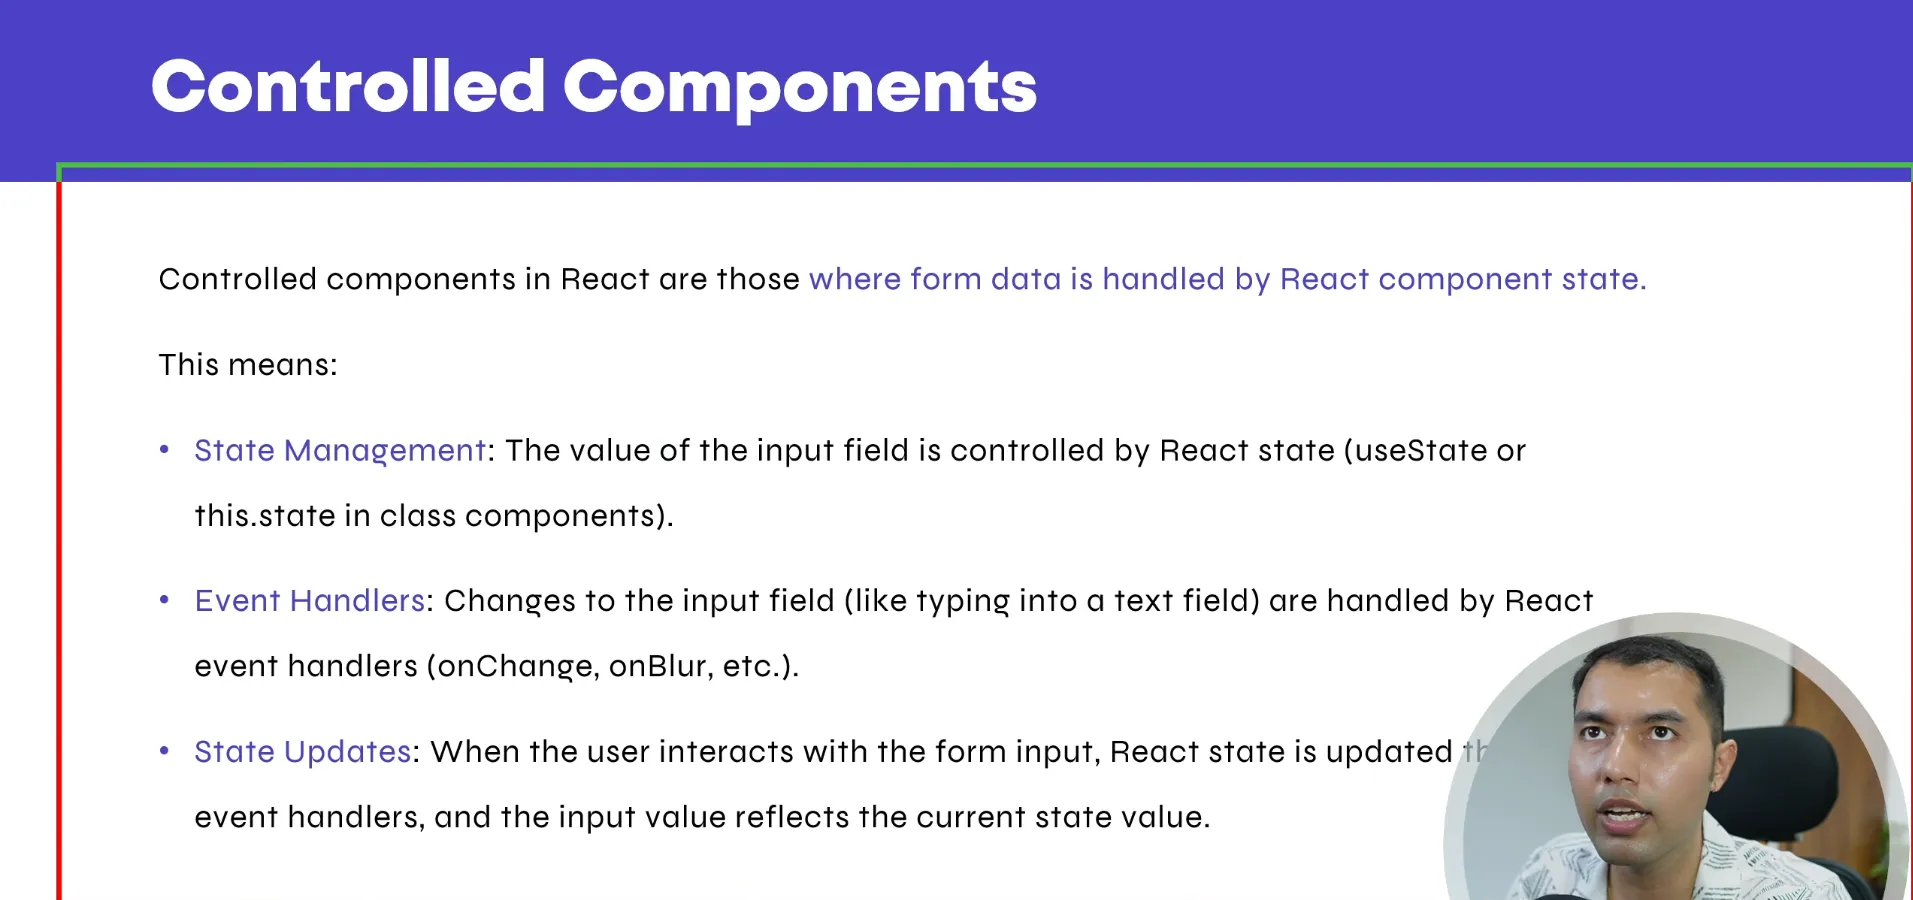 Controlled Components
Controlled components in React are those where form data is handled by React component state.
This means:
• State Management: The value of the input field is controlled by React state (useState or
this.state in class components).
• Event Handlers: Changes to the input field (like typing into a text field) are handled by React
event handlers (onChange, onBlur, etc.).
• State Updates: When the user interacts with the form input, React state is updated
event handlers, and the input value reflects the current state value.